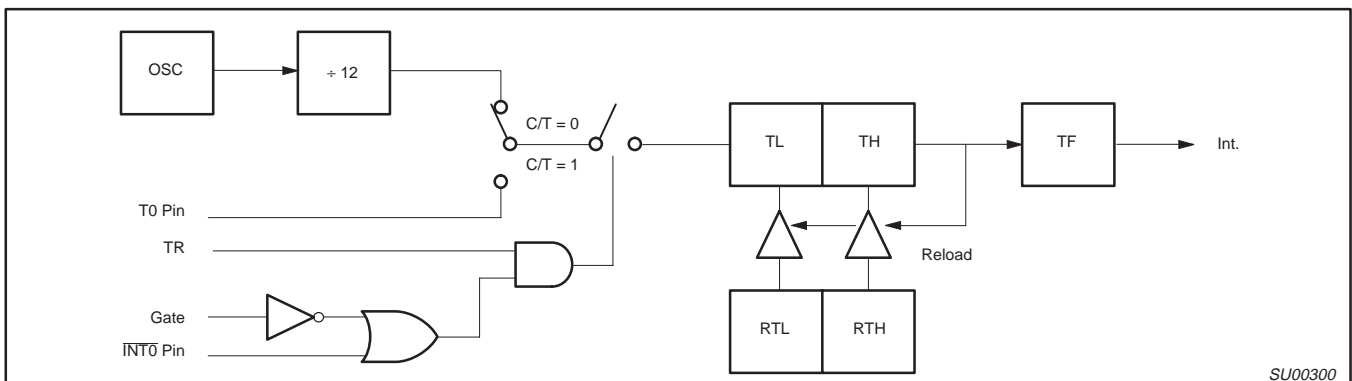 OSC
÷ 12
C/T = 0
C/T = 1
TL
TH
TF
Int.
T0 Pin
TR
Reload
Gate
INT0 Pin
RTL
RTH
SU00300